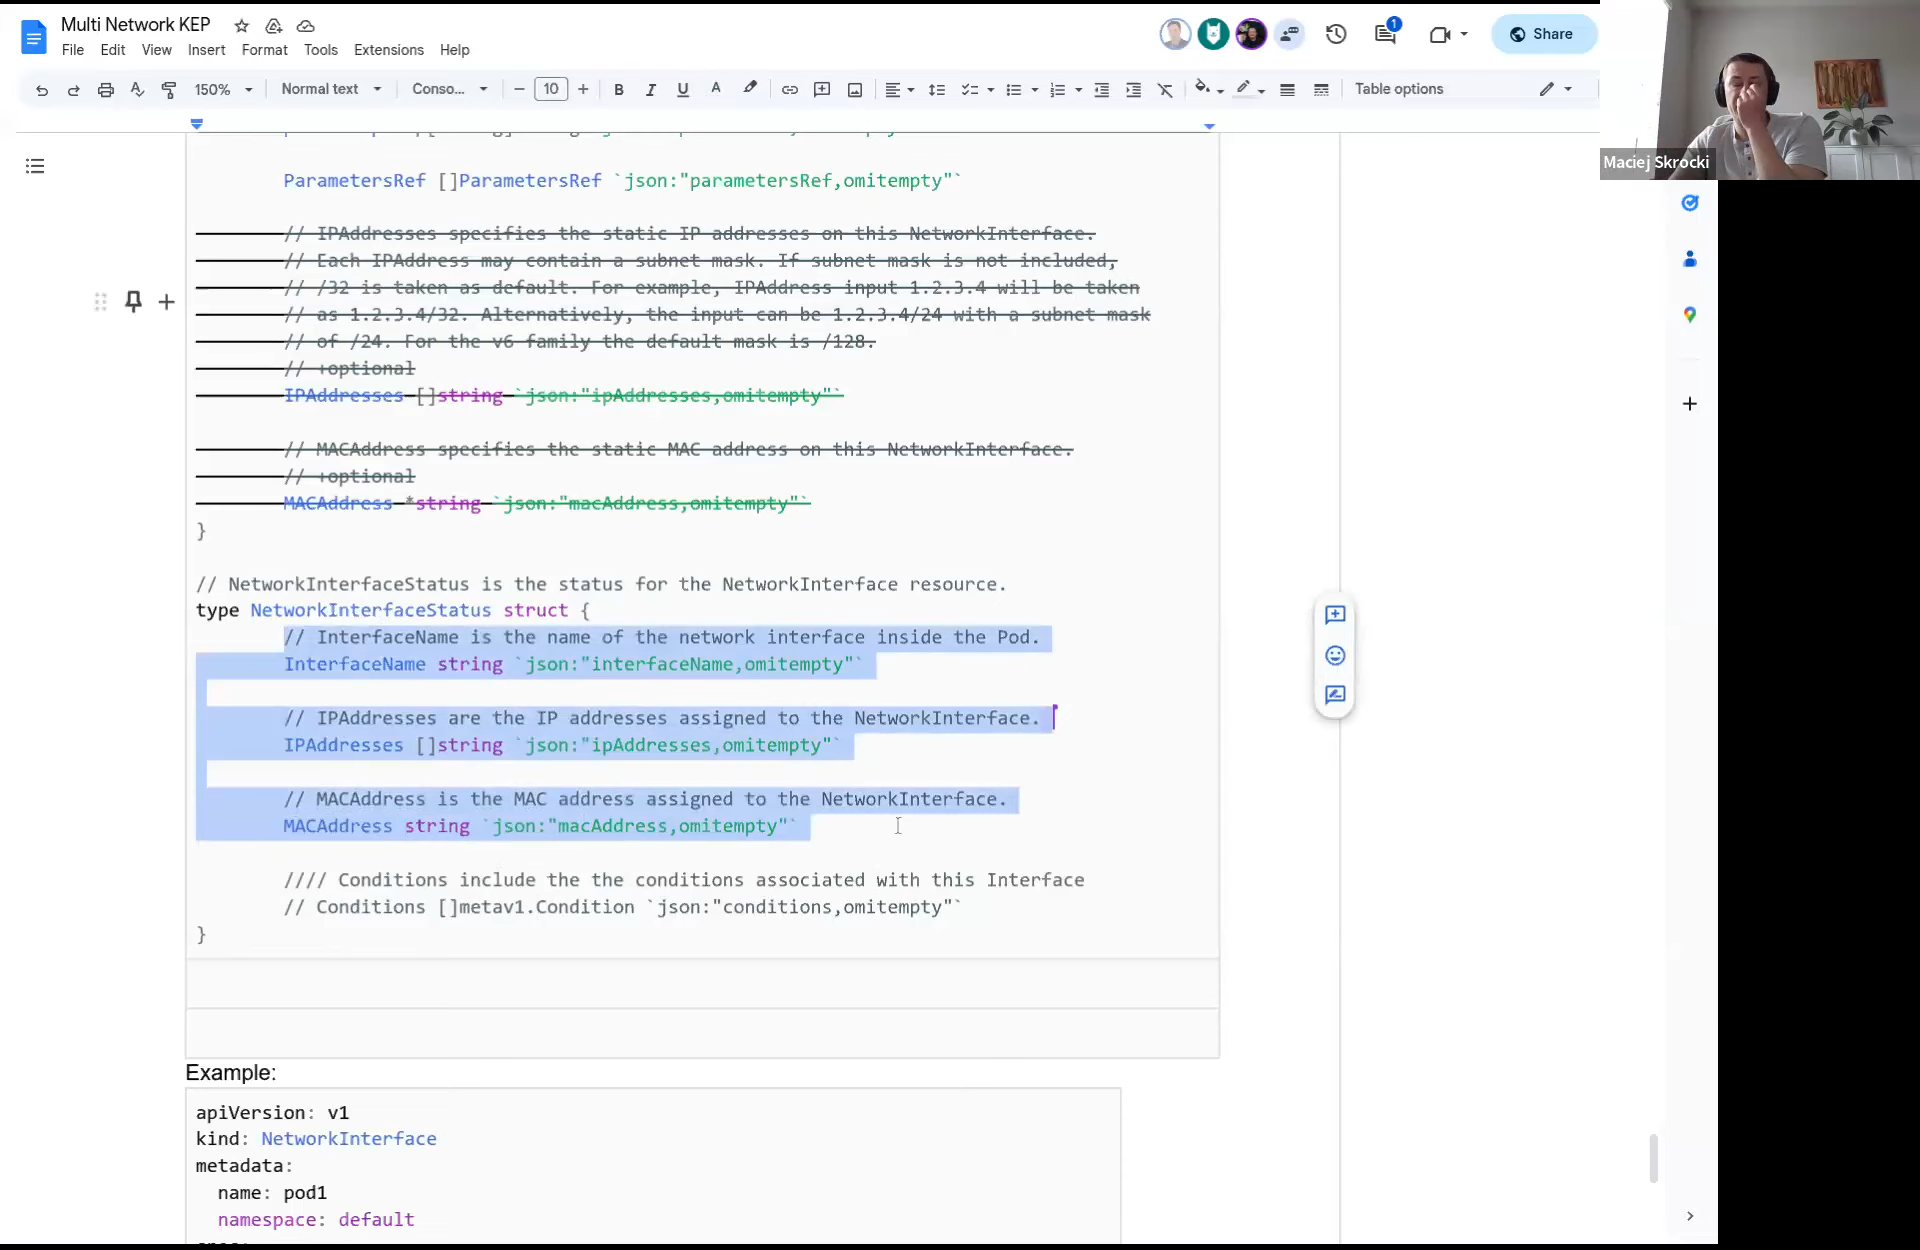 Multi Network KEP
File Edit View Insert Format Tools Extensions Help
1
Share
150% Normal text Conso... 10 B I U A Table options
Maciej Skrocki
ParametersRef []ParametersRef `json:"parametersRef,omitempty"`
// IPAddresses specifies the static IP addresses on this NetworkInterface.
// Each IPAddress may contain a subnet mask. If subnet mask is not included,
// /32 is taken as default. For example, IPAddress input 1.2.3.4 will be taken
// as 1.2.3.4/32. Alternatively, the input can be 1.2.3.4/24 with a subnet mask
// of /24. For the v6 family the default mask is /128.
// +optional
IPAddresses []string `json:"ipAddresses,omitempty"`
// MACAddress specifies the static MAC address on this NetworkInterface.
// +optional
MACAddress *string `json:"macAddress,omitempty"`
}
// NetworkInterfaceStatus is the status for the NetworkInterface resource.
type NetworkInterfaceStatus struct {
// InterfaceName is the name of the network interface inside the Pod.
InterfaceName string `json:"interfaceName,omitempty"`
// IPAddresses are the IP addresses assigned to the NetworkInterface.
IPAddresses []string `json:"ipAddresses,omitempty"`
// MACAddress is the MAC address assigned to the NetworkInterface.
MACAddress string `json:"macAddress,omitempty"`
//// Conditions include the the conditions associated with this Interface
// Conditions []metav1.Condition `json:"conditions,omitempty"`
}
Example:
apiVersion: v1
kind: NetworkInterface
metadata:
name: pod1
namespace: default